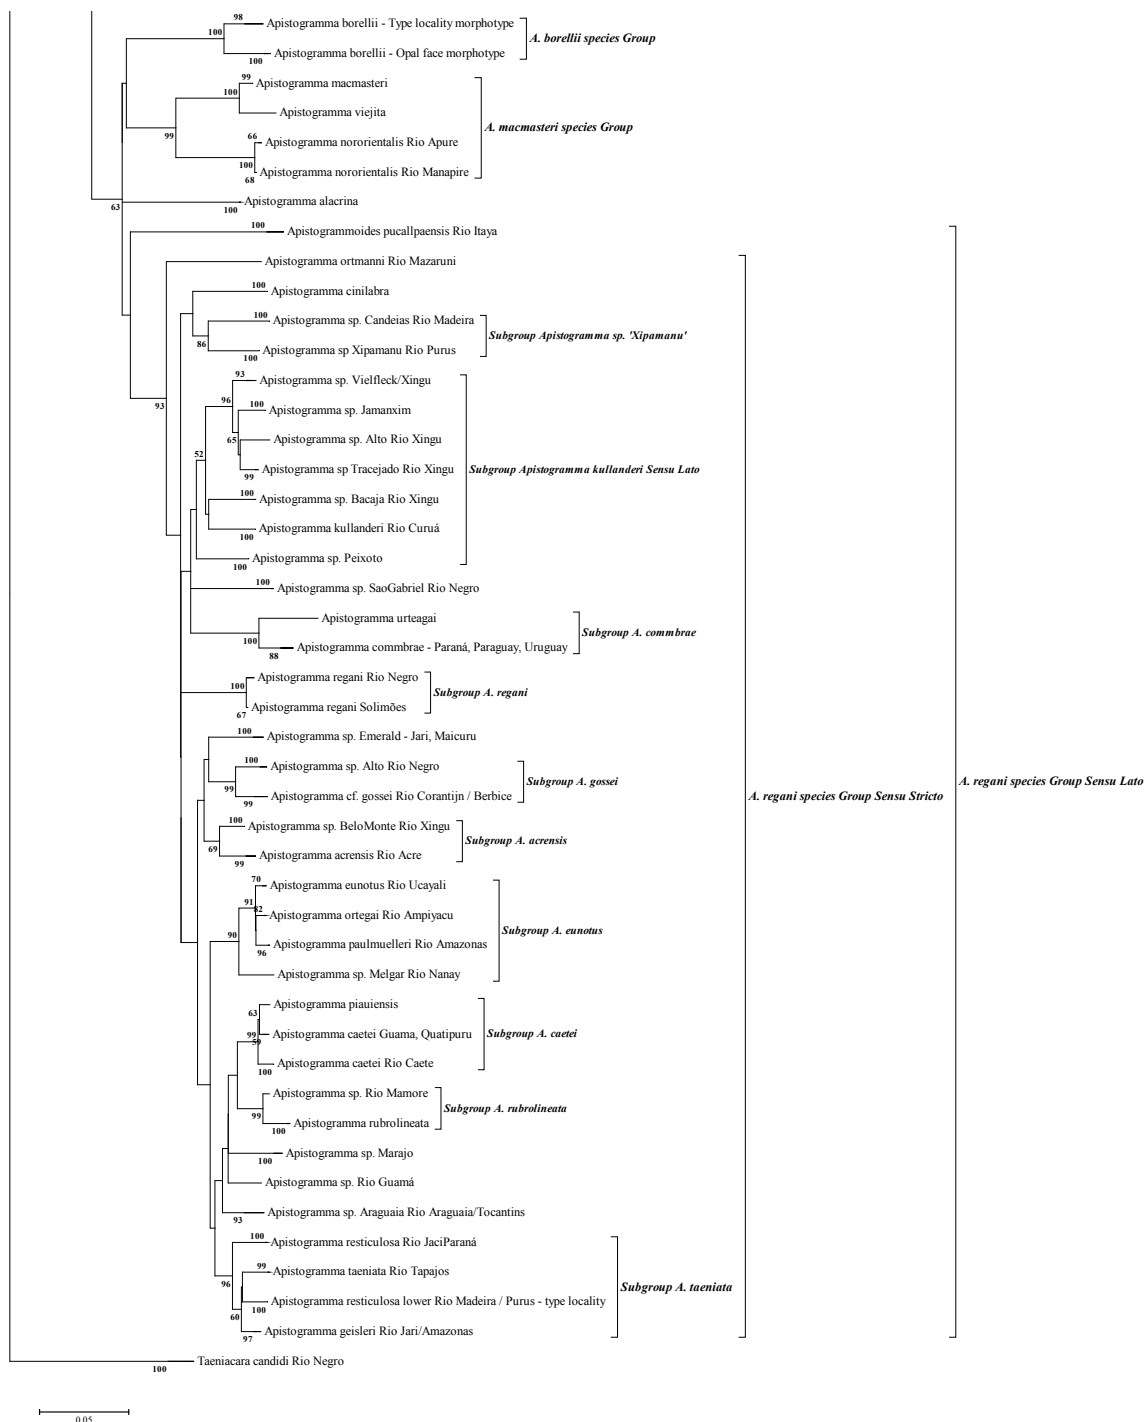 98
Apistogramma borellii - Type locality morphotype
100
A. borellii species Group
Apistogramma borellii - Opal face morphotype
100
99
Apistogramma macmasteri
100
Apistogramma viejita
A. macmasteri species Group
99
66
Apistogramma nororientalis Rio Apure
100
Apistogramma nororientalis Rio Manapire
68
63
Apistogramma alacrina
100
100
Apistogrammoides pucallpaensis Rio Itaya
Apistogramma ortmanni Rio Mazaruni
100
Apistogramma cinilabra
100
Apistogramma sp. Candeias Rio Madeira
Subgroup Apistogramma sp. 'Xipamanu'
86
Apistogramma sp Xipamanu Rio Purus
100
93
Apistogramma sp. Vielfleck/Xingu
93
96
100
Apistogramma sp. Jamanxim
65
Apistogramma sp. Alto Rio Xingu
52
Apistogramma sp Tracejado Rio Xingu
99
Subgroup Apistogramma kullanderi Sensu Lato
100
Apistogramma sp. Bacaja Rio Xingu
Apistogramma kullanderi Rio Curuá
100
Apistogramma sp. Peixoto
100
100
Apistogramma sp. SaoGabriel Rio Negro
Apistogramma urteagai
100
Subgroup A. commbrae
Apistogramma commbrae - Paraná, Paraguay, Uruguay
88
Apistogramma regani Rio Negro
100
Subgroup A. regani
Apistogramma regani Solimões
67
100
Apistogramma sp. Emerald - Jari, Maicuru
100
Apistogramma sp. Alto Rio Negro
99
Subgroup A. gossei
Apistogramma cf. gossei Rio Corantijn / Berbice
99
A. regani species Group Sensu Stricto
A. regani species Group Sensu Lato
100
Apistogramma sp. BeloMonte Rio Xingu
69
Subgroup A. acrensis
Apistogramma acrensis Rio Acre
99
70
Apistogramma eunotus Rio Ucayali
91
82
Apistogramma ortegai Rio Ampiyacu
Subgroup A. eunotus
90
Apistogramma paulmuelleri Rio Amazonas
96
Apistogramma sp. Melgar Rio Nanay
Apistogramma piauiensis
63
Apistogramma caetei Guama, Quatipuru
Subgroup A. caetei
99
59
Apistogramma caetei Rio Caete
100
Apistogramma sp. Rio Mamore
99
Subgroup A. rubrolineata
Apistogramma rubrolineata
100
Apistogramma sp. Marajo
100
Apistogramma sp. Rio Guamá
Apistogramma sp. Araguaia Rio Araguaia/Tocantins
93
100
Apistogramma resticulosa Rio JaciParaná
99
Apistogramma taeniata Rio Tapajos
96
Subgroup A. taeniata
Apistogramma resticulosa lower Rio Madeira / Purus - type locality
100
60
Apistogramma geisleri Rio Jari/Amazonas
97
Taeniacara candidi Rio Negro
100
0.05